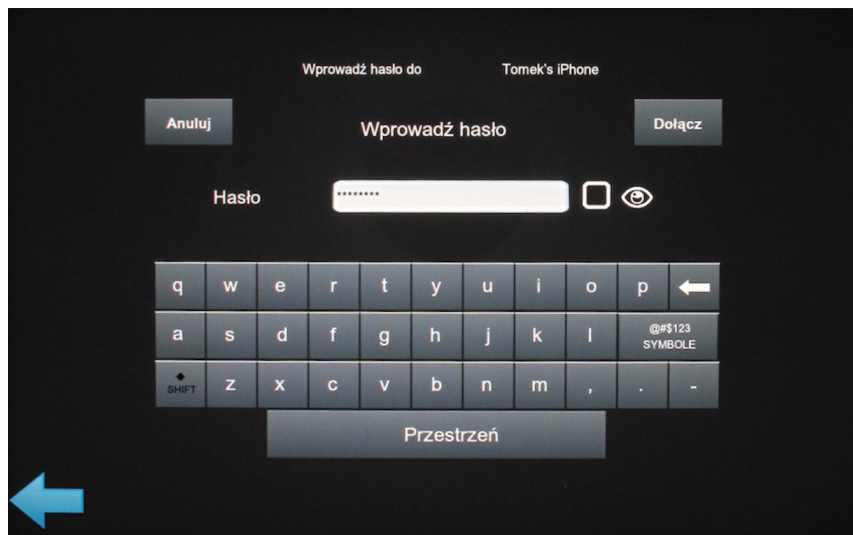 Wprowadź hasło do Tomek's iPhone
Anuluj
Wprowadź hasło
Dołącz
Hasło ********
q w e r t y u i o p
a s d f g h j k l @#$123
SYMBOLE
SHIFT z x c v b n m , . -
Przestrzeń